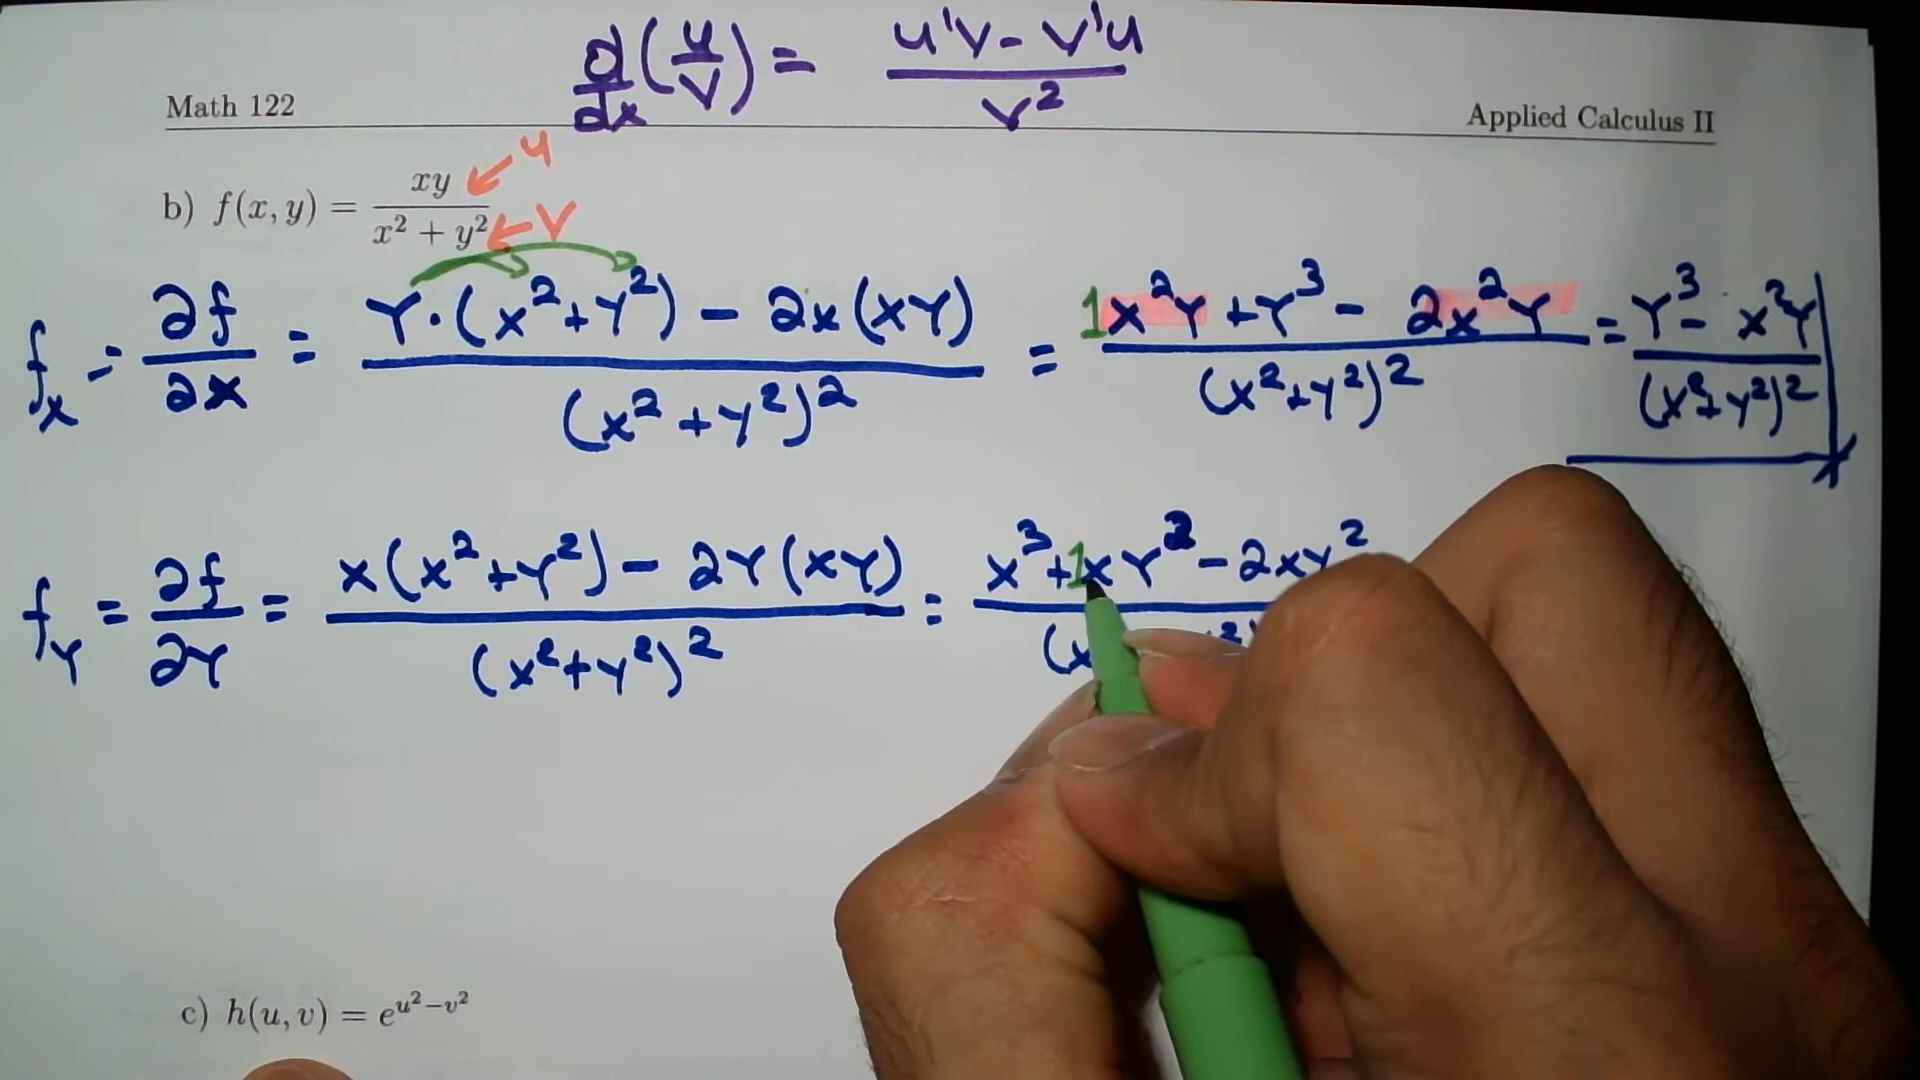 d/dx (u/v) = (u'v - v'u)/v²
Math 122 Applied Calculus II
b) f(x, y) = xy/(x² + y²) ← u ← v
f_x = ∂f/∂x = (y·(x²+y²) - 2x(xy))/(x²+y²)² = (1x²y + y³ - 2x²y)/(x²+y²)² = (y³ - x²y)/(x²+y²)²
f_y = ∂f/∂y = (x(x²+y²) - 2y(xy))/(x²+y²)² = (x³+1xy² - 2xy²)/(x
c) h(u, v) = e^(u²−v²)